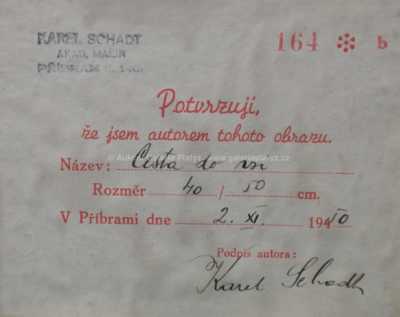 KAREL SCHADT
AKAD. MALÍŘ
PŘÍBRAM
164 * b
Potvrzuji,
že jsem autorem tohoto obrazu.
Název: Cesta do vsi
Rozměr 40 / 50 cm.
V Příbrami dne 2. XI. 1940
Podpis autora:
Karel Schadt